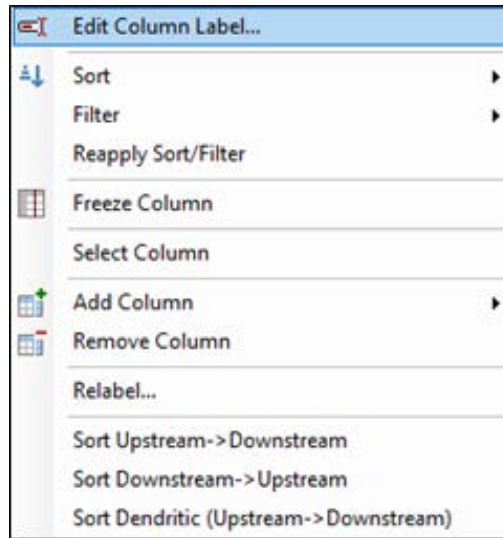 Edit Column Label...
Sort
Filter
Reapply Sort/Filter
Freeze Column
Select Column
Add Column
Remove Column
Relabel...
Sort Upstream->Downstream
Sort Downstream->Upstream
Sort Dendritic (Upstream->Downstream)